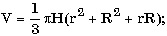 V = 1/3 πH(r² + R² + rR);